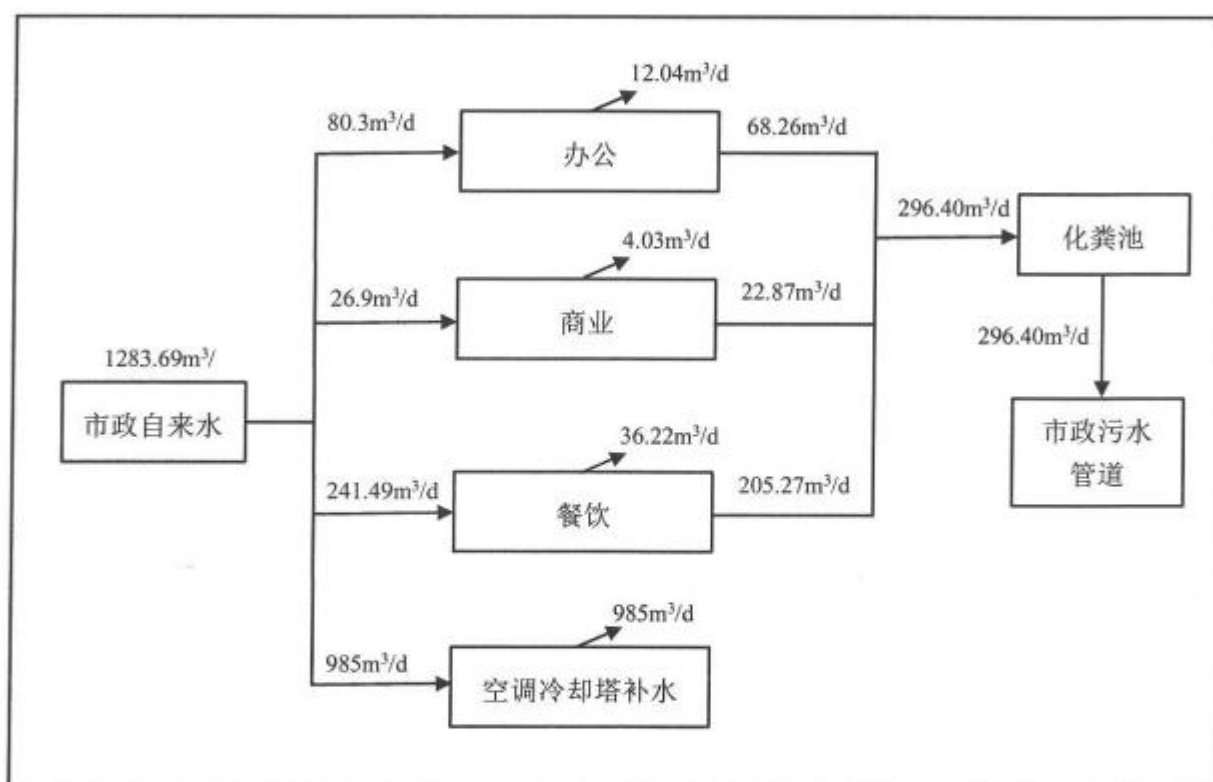 12.04m³/d
80.3m³/d
办公
68.26m³/d
296.40m³/d
化粪池
4.03m³/d
26.9m³/d
商业
22.87m³/d
296.40m³/d
1283.69m³/
市政自来水
市政污水
管道
36.22m³/d
241.49m³/d
餐饮
205.27m³/d
985m³/d
985m³/d
空调冷却塔补水